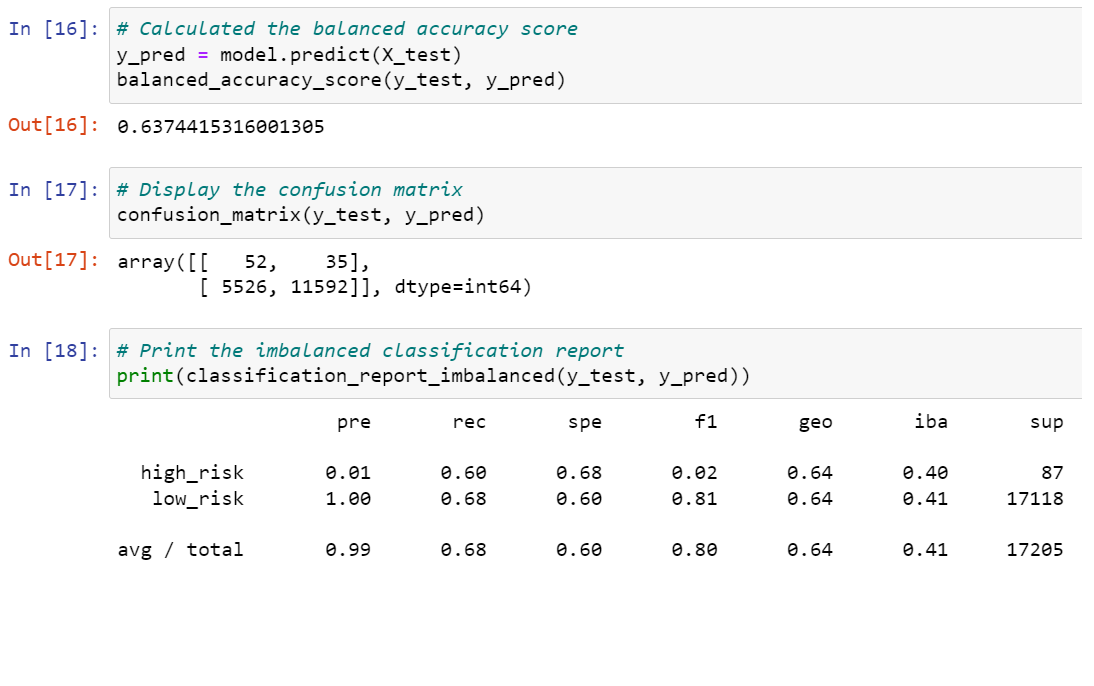 In [16]: # Calculated the balanced accuracy score
y_pred = model.predict(X_test)
balanced_accuracy_score(y_test, y_pred)
Out[16]: 0.6374415316001305
In [17]: # Display the confusion matrix
confusion_matrix(y_test, y_pred)
Out[17]: array([[   52,    35],
       [ 5526, 11592]], dtype=int64)
In [18]: # Print the imbalanced classification report
print(classification_report_imbalanced(y_test, y_pred))
pre rec spe f1 geo iba sup
high_risk 0.01 0.60 0.68 0.02 0.64 0.40 87
low_risk 1.00 0.68 0.60 0.81 0.64 0.41 17118
avg / total 0.99 0.68 0.60 0.80 0.64 0.41 17205